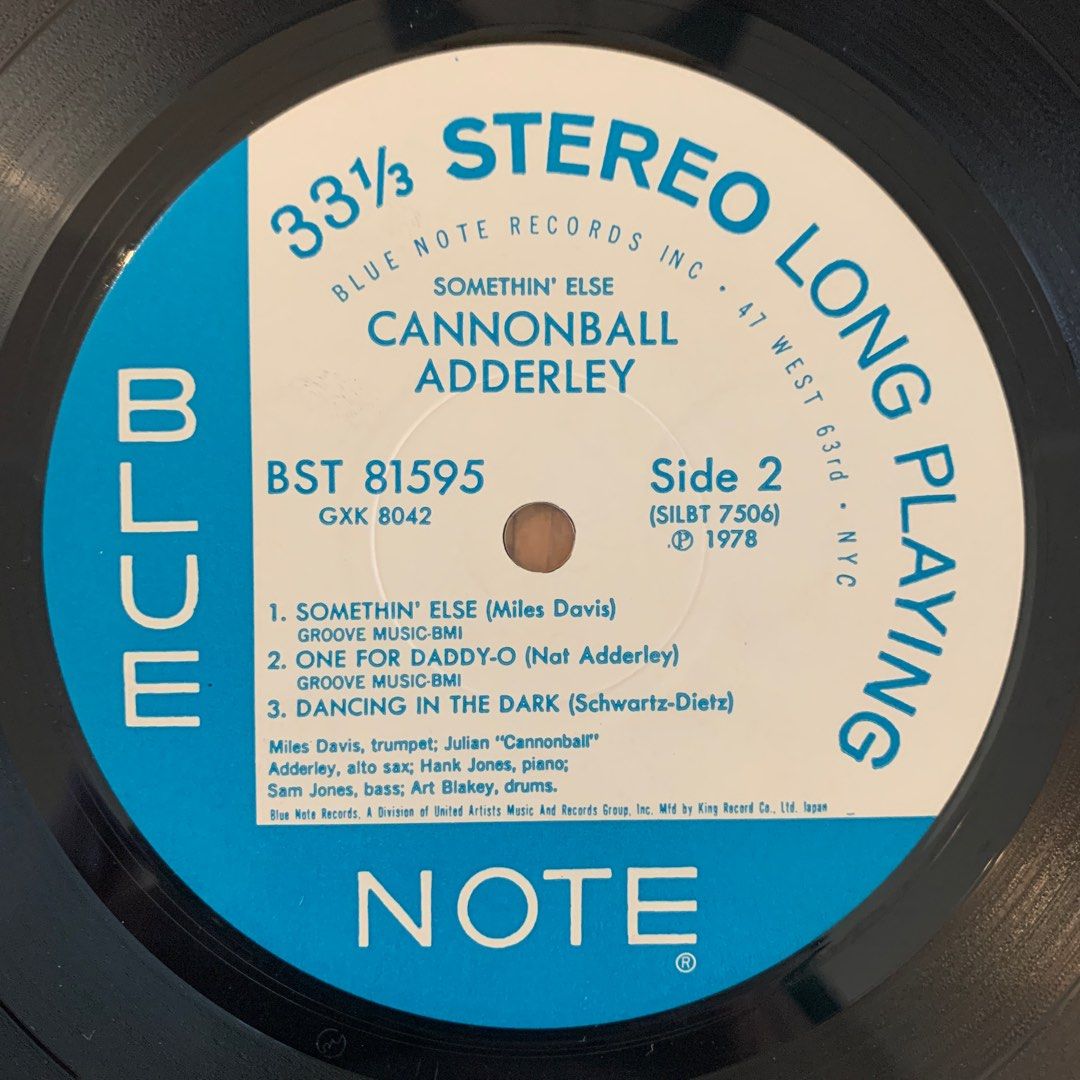 33⅓ STEREO LONG PLAYING
BLUE NOTE RECORDS INC • 47 WEST 63rd • NYC
SOMETHIN' ELSE
CANNONBALL
ADDERLEY
BST 81595
GXK 8042
Side 2
(SILBT 7506)
℗ 1978
1. SOMETHIN' ELSE (Miles Davis)
GROOVE MUSIC-BMI
2. ONE FOR DADDY-O (Nat Adderley)
GROOVE MUSIC-BMI
3. DANCING IN THE DARK (Schwartz-Dietz)
Miles Davis, trumpet; Julian "Cannonball"
Adderley, alto sax; Hank Jones, piano;
Sam Jones, bass; Art Blakey, drums.
Blue Note Records, A Division of United Artists Music And Records Group, Inc. Mfd by King Record Co., Ltd. Japan
BLUE
NOTE
®